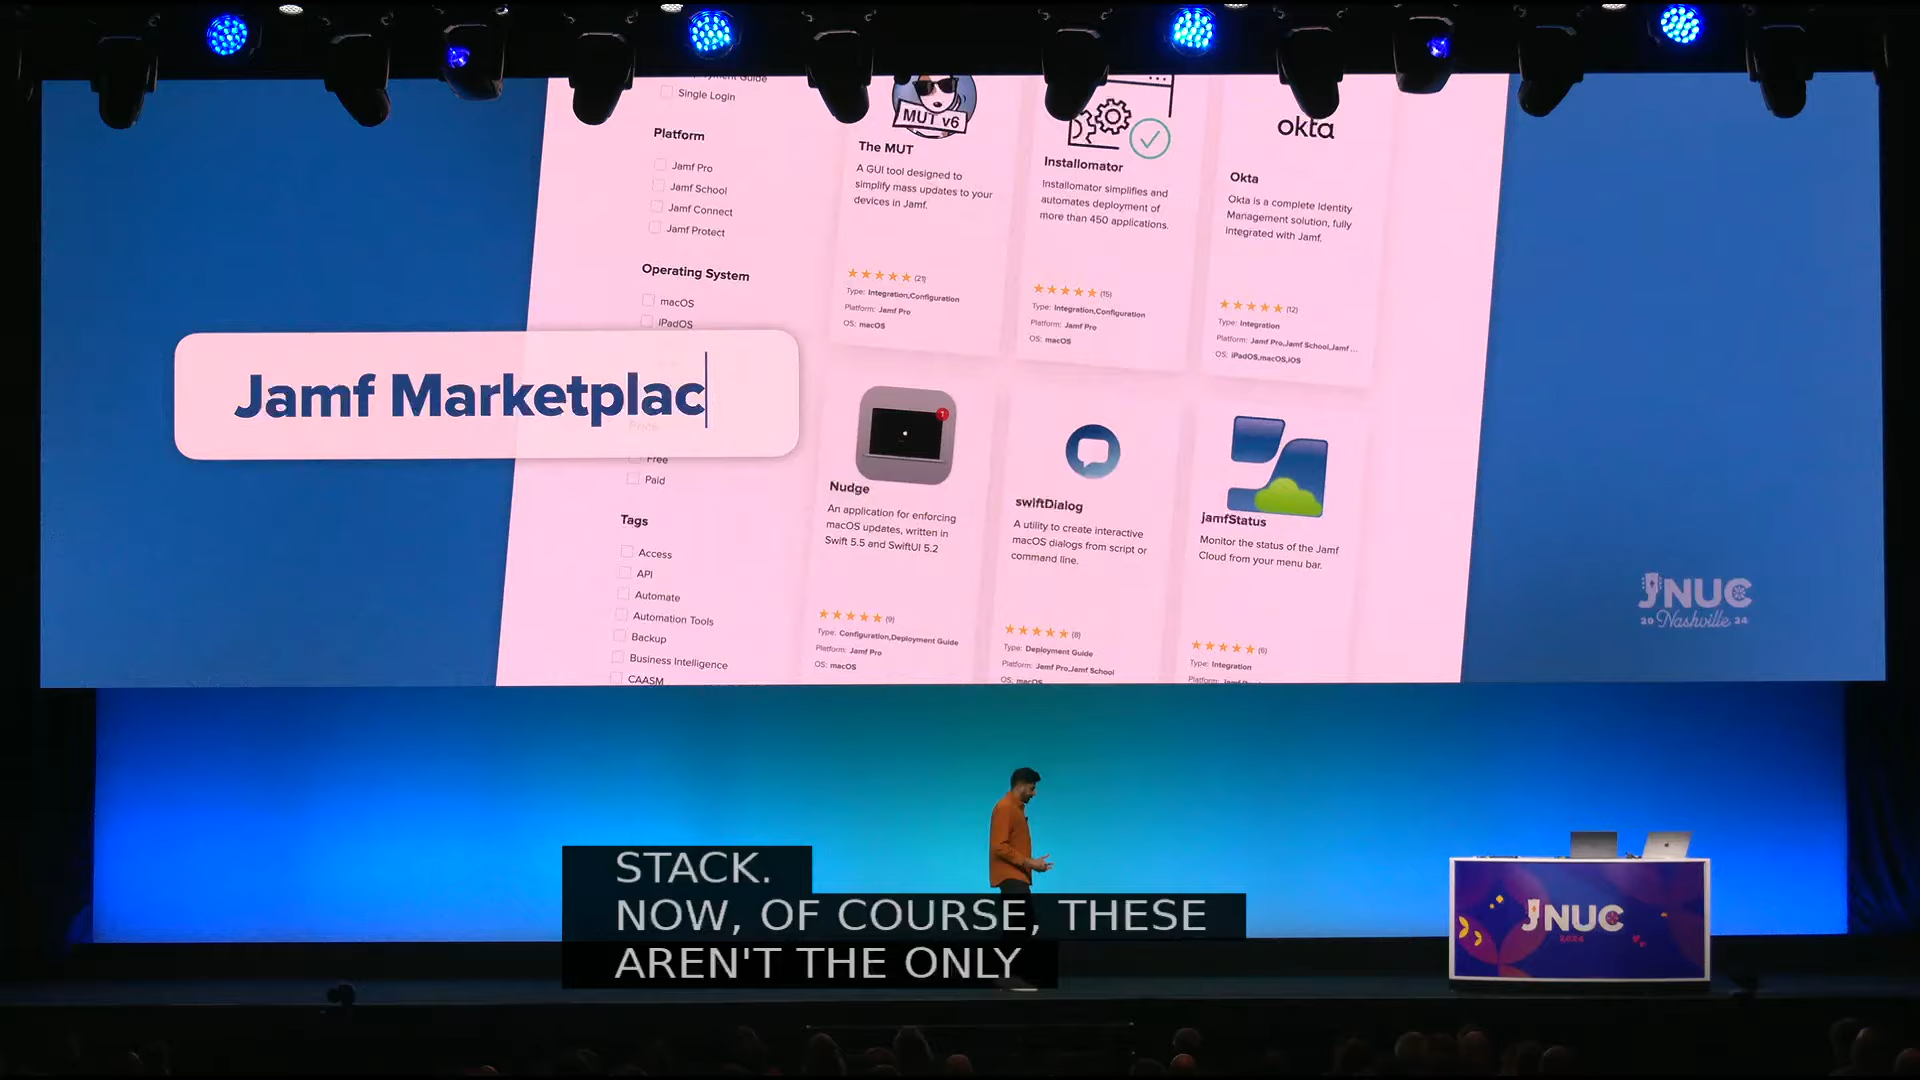 Single Login
Platform
Jamf Pro
Jamf School
Jamf Connect
Jamf Protect
Operating System
macOS
iPadOS
Jamf Marketplac
Free
Paid
Tags
Access
API
Automate
Automation Tools
Backup
Business Intelligence
CAASM
MUT v6
The MUT
A GUI tool designed to
simplify mass updates to your
devices in Jamf.
(21)
Type: Integration,Configuration
Platform: Jamf Pro
OS: macOS
Installomator
Installomator simplifies and
automates deployment of
more than 450 applications.
(15)
Type: Integration,Configuration
Platform: Jamf Pro
OS: macOS
okta
Okta
Okta is a complete Identity
Management solution, fully
integrated with Jamf.
(12)
Type: Integration
Platform: Jamf Pro,Jamf School,Jamf ...
OS: iPadOS,macOS,iOS
1
Nudge
An application for enforcing
macOS updates, written in
Swift 5.5 and SwiftUI 5.2
(9)
Type: Configuration,Deployment Guide
Platform: Jamf Pro
OS: macOS
swiftDialog
A utility to create interactive
macOS dialogs from script or
command line.
(8)
Type: Deployment Guide
Platform: Jamf Pro,Jamf School
OS: macOS
jamfStatus
Monitor the status of the Jamf
Cloud from your menu bar.
(6)
Type: Integration
JNUC
20 Nashville 24
STACK.
NOW, OF COURSE, THESE
AREN'T THE ONLY
JNUC
2024